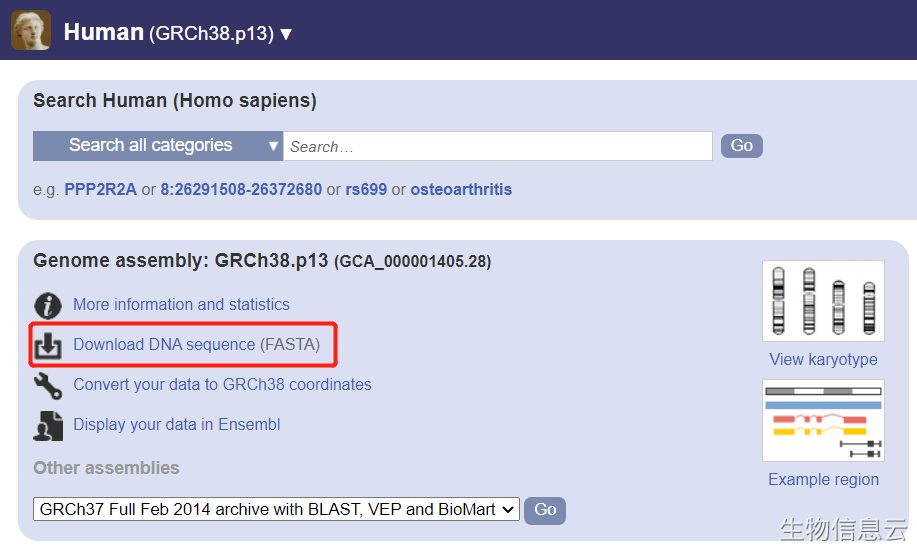 Human (GRCh38.p13) ▼
Search Human (Homo sapiens)
Search all categories ▼ Search… Go
e.g. PPP2R2A or 8:26291508-26372680 or rs699 or osteoarthritis
Genome assembly: GRCh38.p13 (GCA_000001405.28)
More information and statistics
Download DNA sequence (FASTA)
Convert your data to GRCh38 coordinates
Display your data in Ensembl
View karyotype
Example region
Other assemblies
GRCh37 Full Feb 2014 archive with BLAST, VEP and BioMart Go
生物信息云